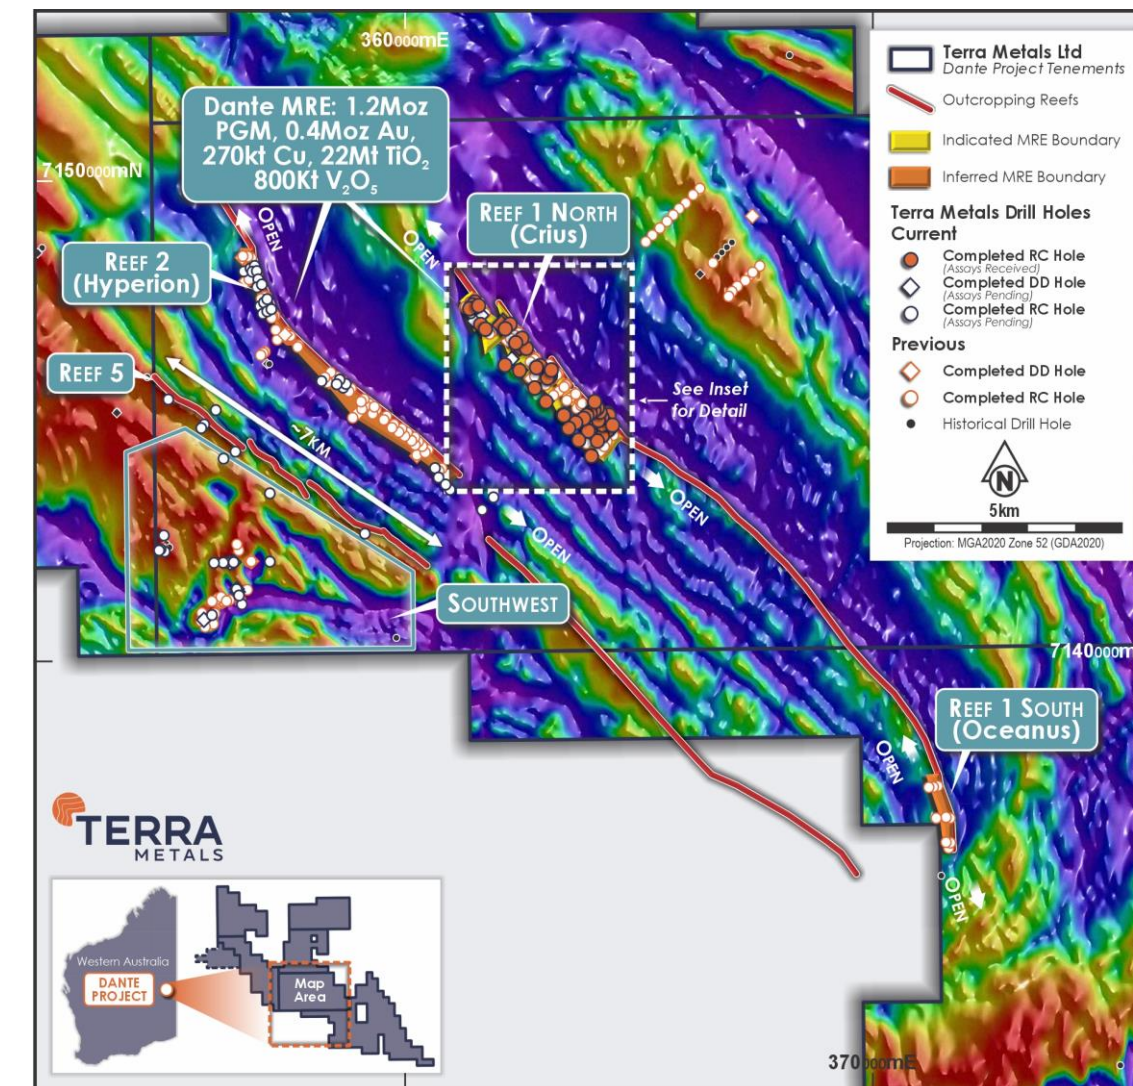 360000mE
7150000mN
Dante MRE: 1.2Moz
PGM, 0.4Moz Au,
270kt Cu, 22Mt TiO₂
800Kt V₂O₅
OPEN
OPEN
REEF 1 NORTH
(CRIUS)
REEF 2
(HYPERION)
REEF 5
~7KM
See Inset
for Detail
OPEN
OPEN
SOUTHWEST
7140000m
REEF 1 SOUTH
(OCEANUS)
OPEN
OPEN
370000mE
Terra Metals Ltd
Dante Project Tenements
Outcropping Reefs
Indicated MRE Boundary
Inferred MRE Boundary
Terra Metals Drill Holes
Current
Completed RC Hole
(Assays Received)
Completed DD Hole
(Assays Pending)
Completed RC Hole
(Assays Pending)
Previous
Completed DD Hole
Completed RC Hole
Historical Drill Hole
N
5km
Projection: MGA2020 Zone 52 (GDA2020)
TERRA
METALS
Western Australia
DANTE
PROJECT
Map
Area